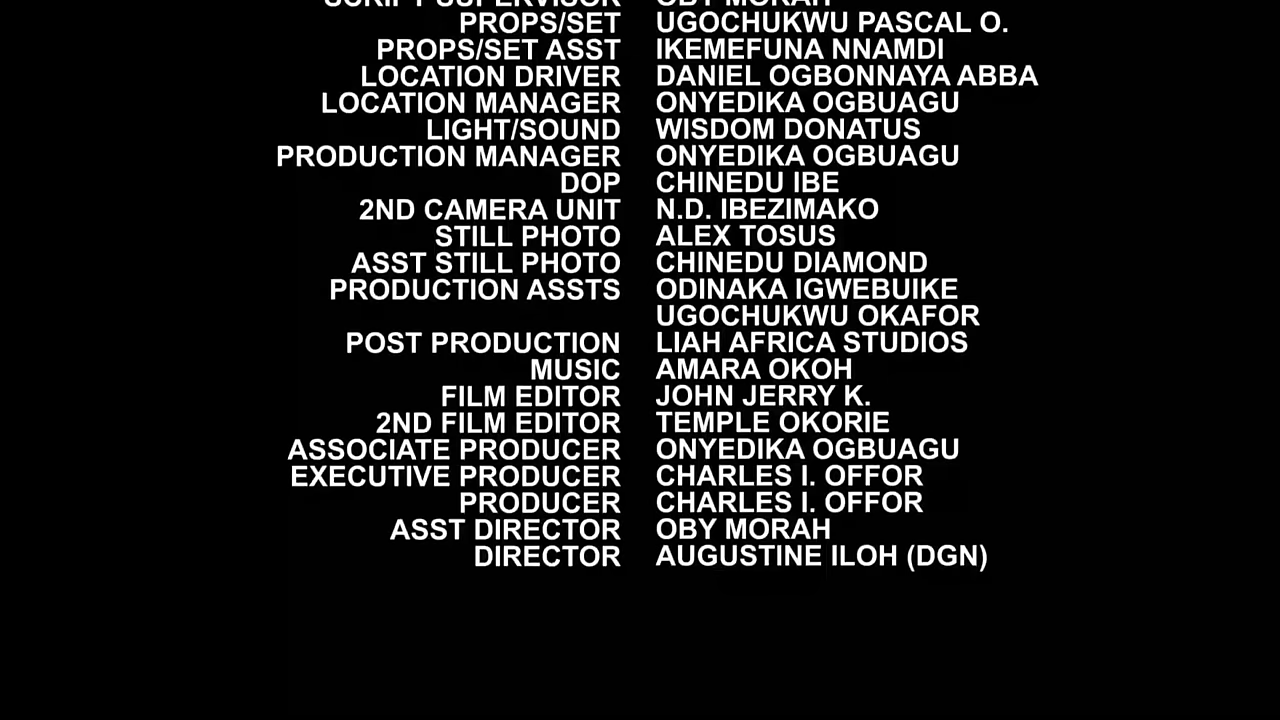 SCRIPT SUPERVISOR OBY MORAH
PROPS/SET UGOCHUKWU PASCAL O.
PROPS/SET ASST IKEMEFUNA NNAMDI
LOCATION DRIVER DANIEL OGBONNAYA ABBA
LOCATION MANAGER ONYEDIKA OGBUAGU
LIGHT/SOUND WISDOM DONATUS
PRODUCTION MANAGER ONYEDIKA OGBUAGU
DOP CHINEDU IBE
2ND CAMERA UNIT N.D. IBEZIMAKO
STILL PHOTO ALEX TOSUS
ASST STILL PHOTO CHINEDU DIAMOND
PRODUCTION ASSTS ODINAKA IGWEBUIKE
UGOCHUKWU OKAFOR
POST PRODUCTION LIAH AFRICA STUDIOS
MUSIC AMARA OKOH
FILM EDITOR JOHN JERRY K.
2ND FILM EDITOR TEMPLE OKORIE
ASSOCIATE PRODUCER ONYEDIKA OGBUAGU
EXECUTIVE PRODUCER CHARLES I. OFFOR
PRODUCER CHARLES I. OFFOR
ASST DIRECTOR OBY MORAH
DIRECTOR AUGUSTINE ILOH (DGN)